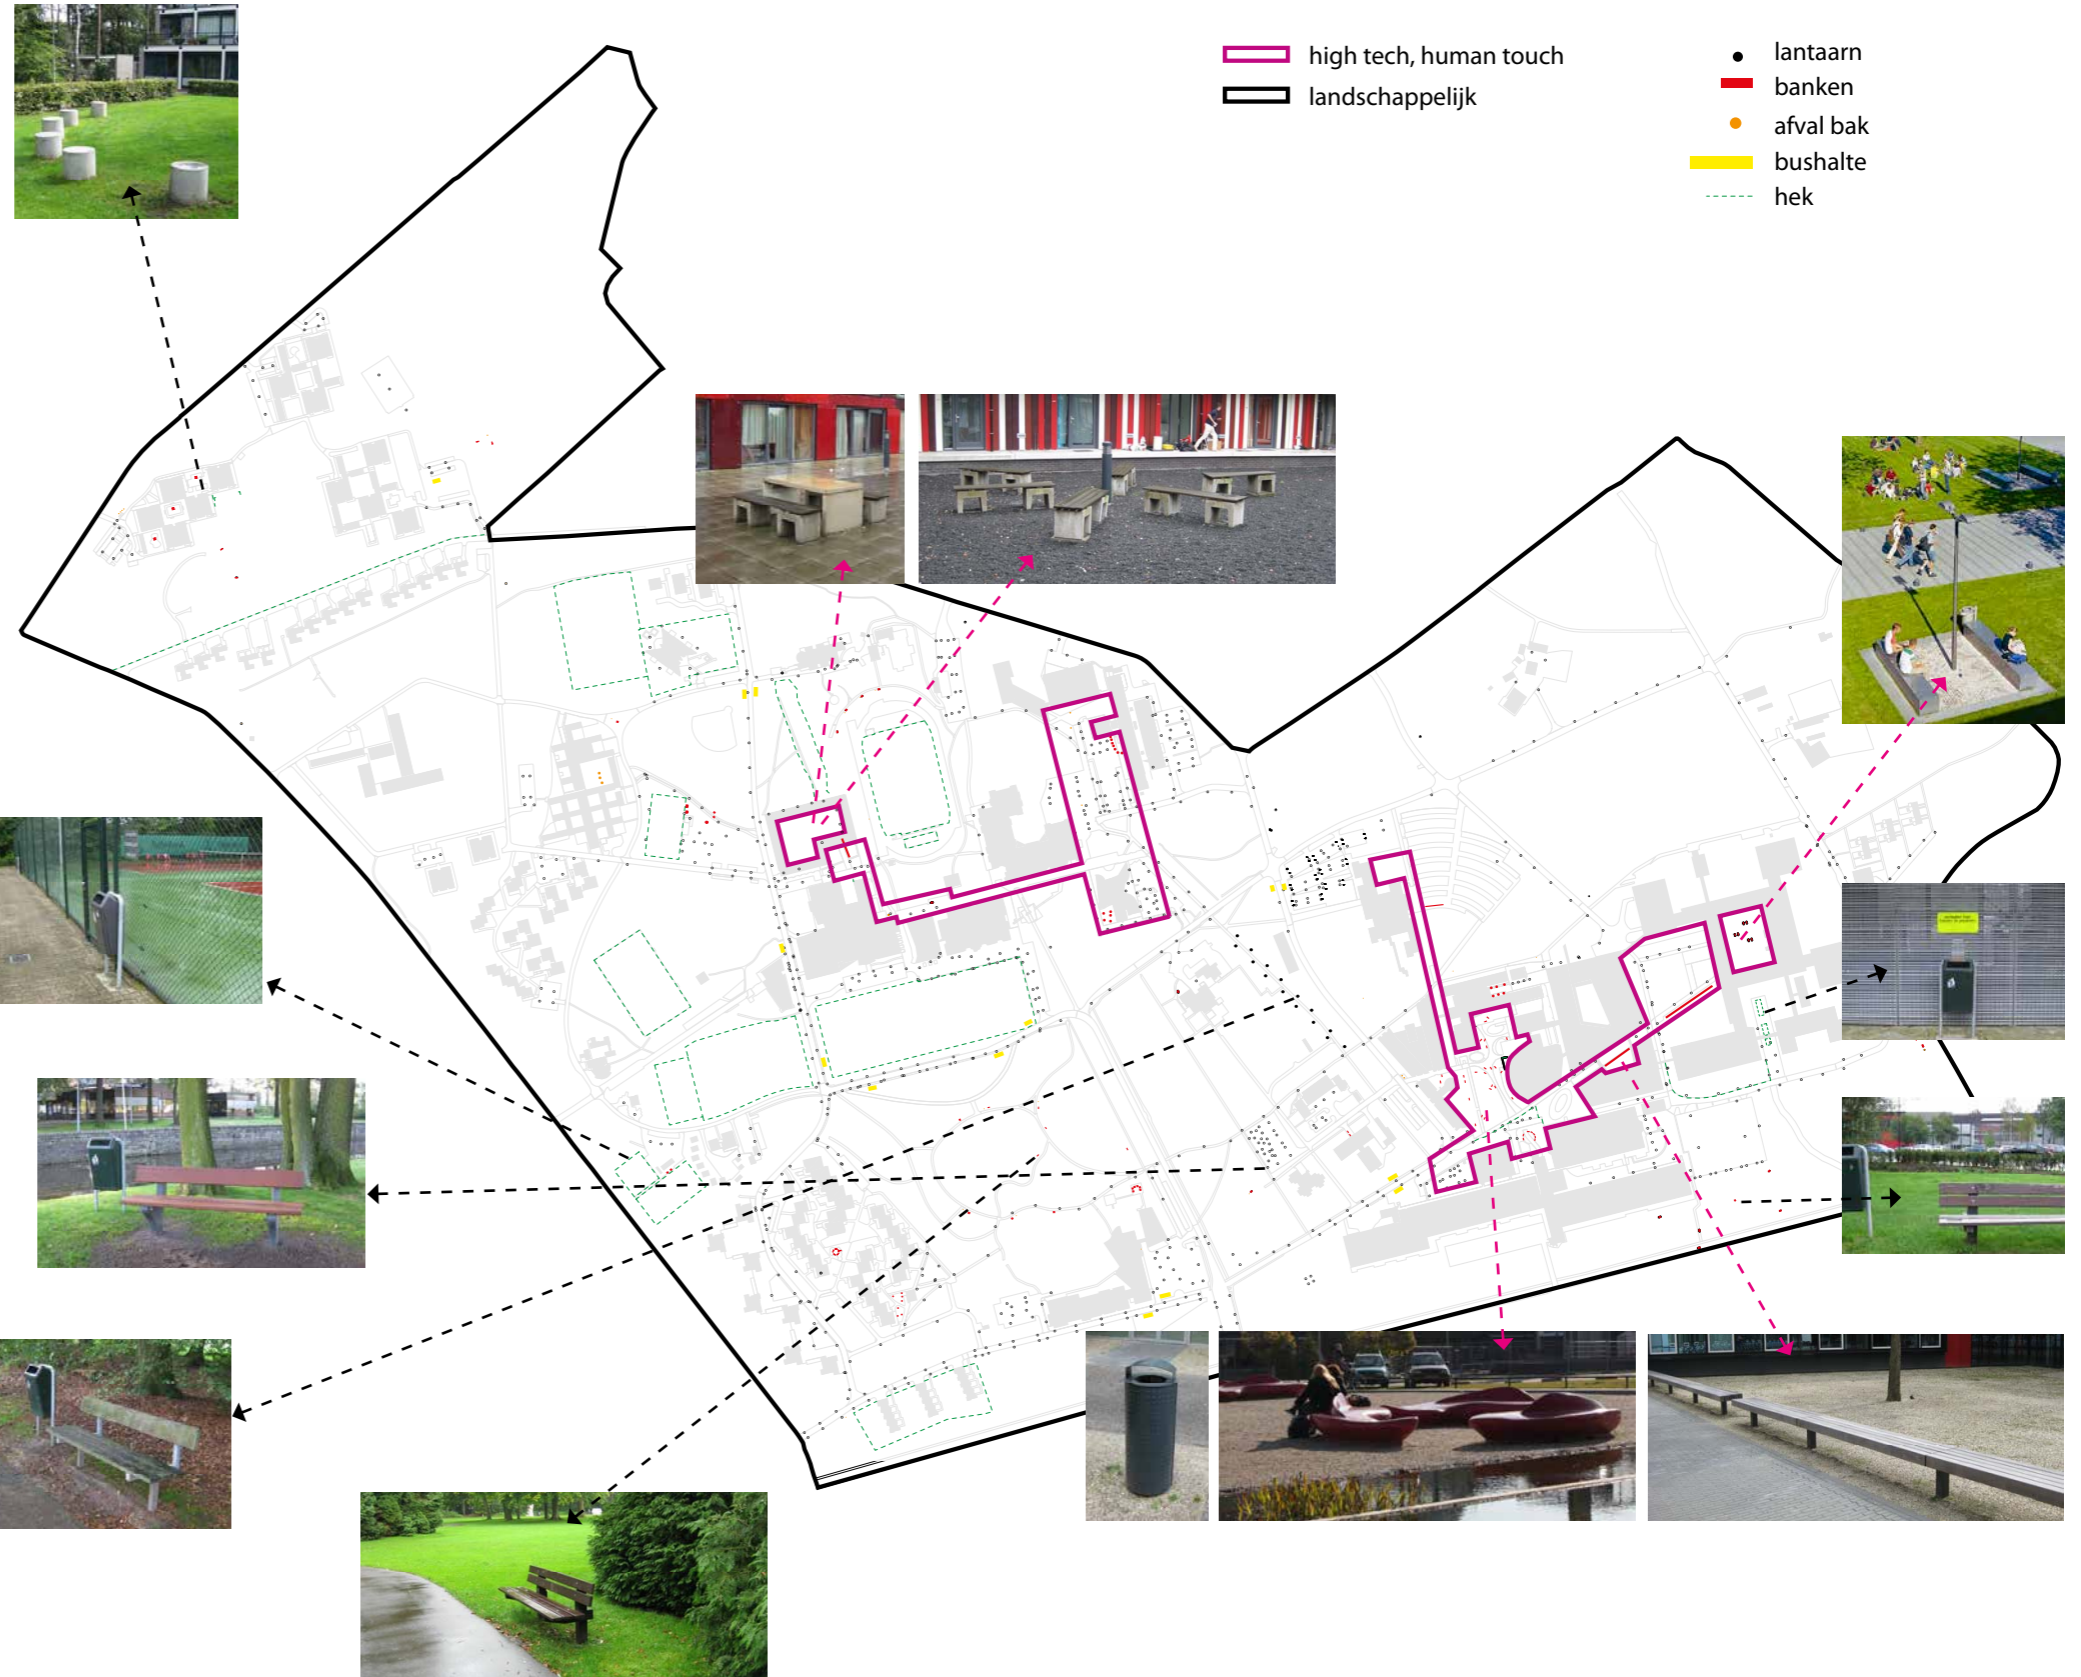 high tech, human touch
landschappelijk
lantaarn
banken
afval bak
bushalte
hek